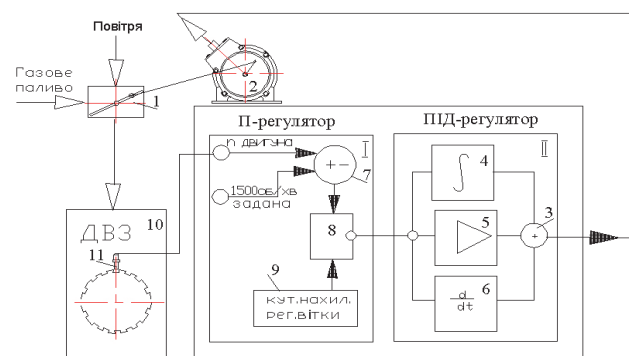 Повітря
Газове
паливо
1
2
П-регулятор
ПІД-регулятор
n двигуна
I
II
+ -
7
1500об/хв
задана
8
9
кут.нахил.
рег.вітки
∫
4
5
3
+
d
dt
6
10
ДВЗ
11